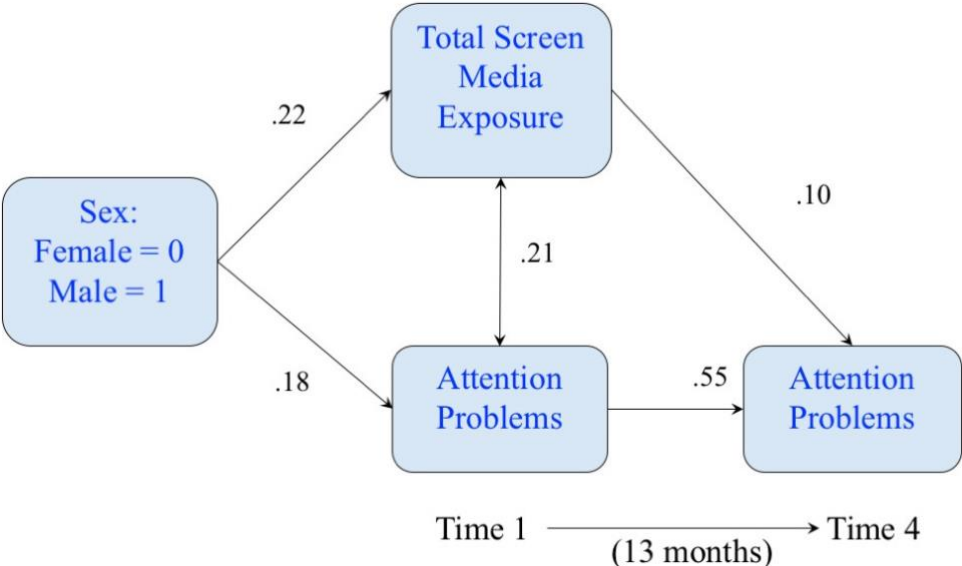 Total Screen
Media
Exposure
.22
.10
Sex:
Female = 0
Male = 1
.21
.18
Attention
Problems
.55
Attention
Problems
Time 1
Time 4
(13 months)